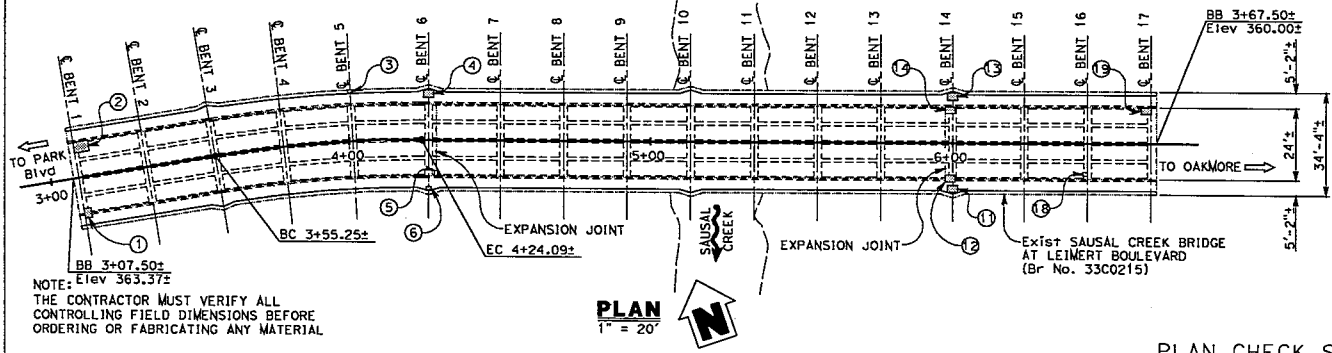 ℄ BENT 1
℄ BENT 2
℄ BENT 3
℄ BENT 4
℄ BENT 5
℄ BENT 6
℄ BENT 7
℄ BENT 8
℄ BENT 9
℄ BENT 10
℄ BENT 11
℄ BENT 12
℄ BENT 13
℄ BENT 14
℄ BENT 15
℄ BENT 16
℄ BENT 17
BB 3+67.50±
Elev 360.00±
2
3
4
14
13
19
5'-2"±
24'±
34'-4"±
5'-2"±
TO PARK
Blvd
3+00
4+00
5+00
6+00
TO OAKMORE
1
5
6
18
11
12
BC 3+55.25±
EXPANSION JOINT
EC 4+24.09±
SAUSAL
CREEK
EXPANSION JOINT
Exist SAUSAL CREEK BRIDGE
AT LEIMERT BOULEVARD
(Br No. 33C0215)
BB 3+07.50±
Elev 363.37±
NOTE:
THE CONTRACTOR MUST VERIFY ALL
CONTROLLING FIELD DIMENSIONS BEFORE
ORDERING OR FABRICATING ANY MATERIAL
PLAN
1" = 20'
N
PLAN CHECK S